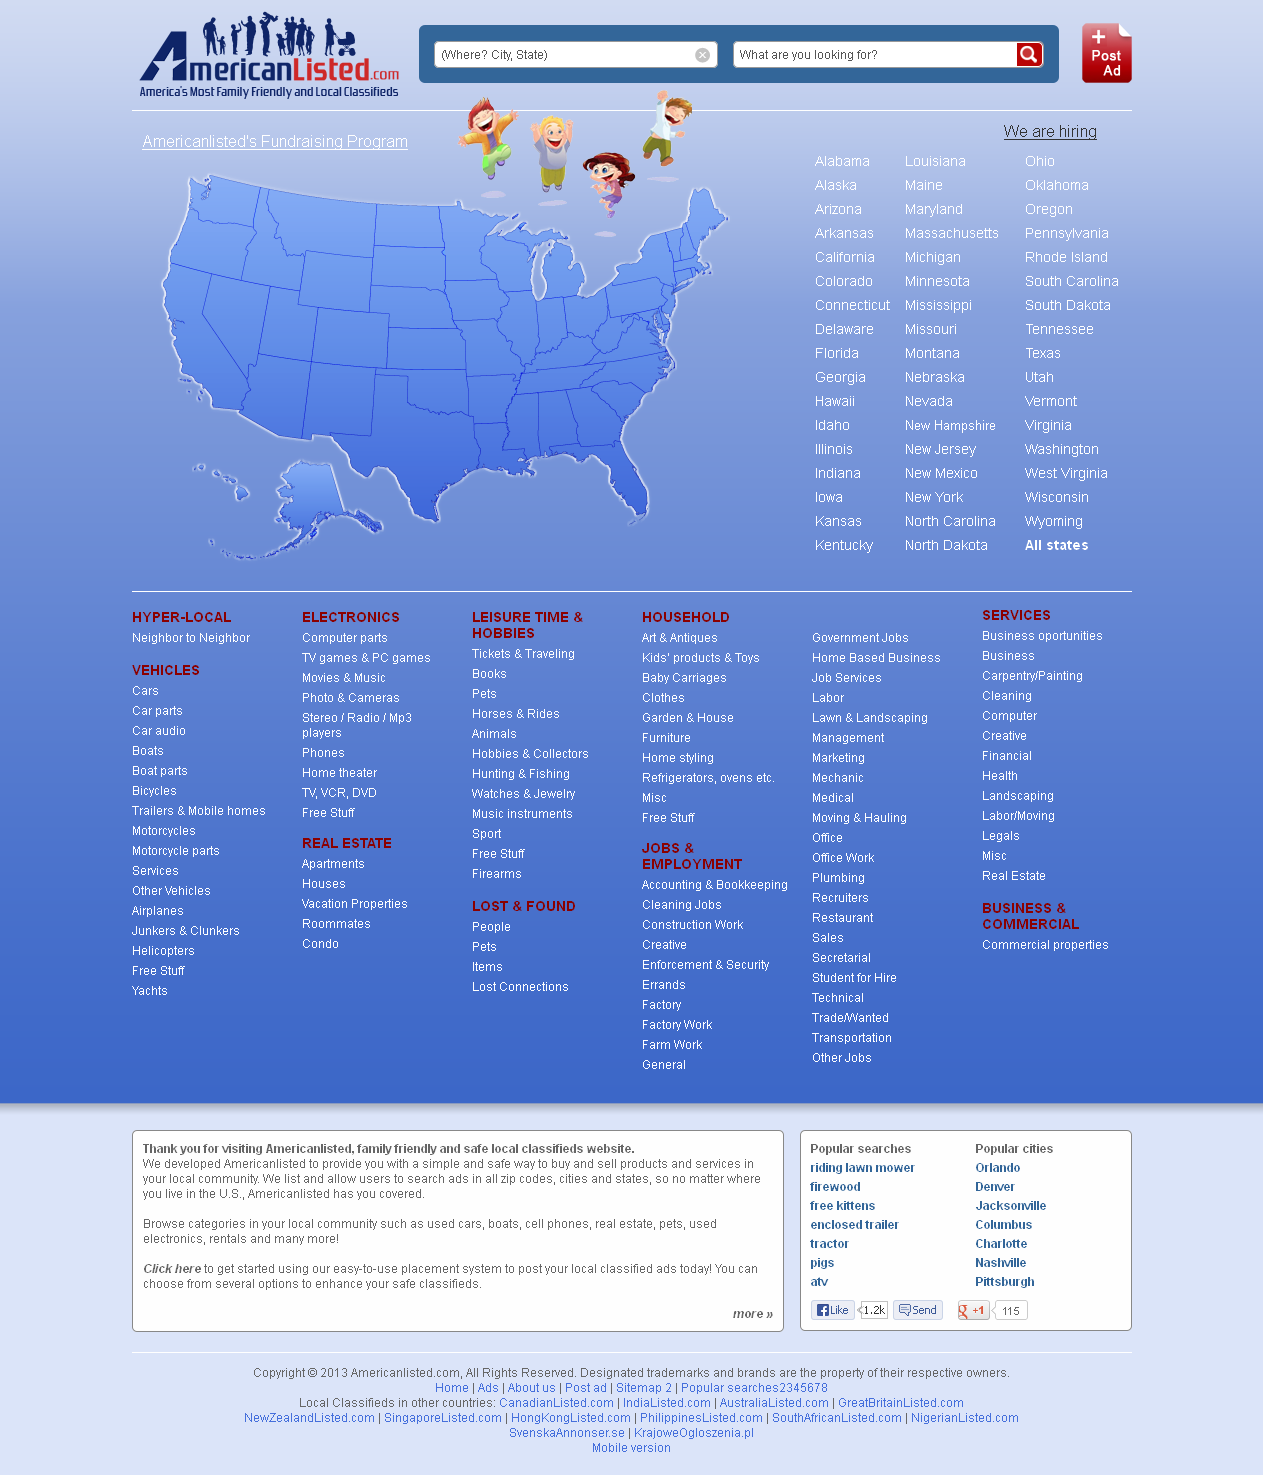 AmericanListed.com
America's Most Family Friendly and Local Classifieds
(Where? City, State)
What are you looking for?
+
Post
Ad
Americanlisted's Fundraising Program
We are hiring
Alabama
Alaska
Arizona
Arkansas
California
Colorado
Connecticut
Delaware
Florida
Georgia
Hawaii
Idaho
Illinois
Indiana
Iowa
Kansas
Kentucky
Louisiana
Maine
Maryland
Massachusetts
Michigan
Minnesota
Mississippi
Missouri
Montana
Nebraska
Nevada
New Hampshire
New Jersey
New Mexico
New York
North Carolina
North Dakota
Ohio
Oklahoma
Oregon
Pennsylvania
Rhode Island
South Carolina
South Dakota
Tennessee
Texas
Utah
Vermont
Virginia
Washington
West Virginia
Wisconsin
Wyoming
All states
HYPER-LOCAL
Neighbor to Neighbor
VEHICLES
Cars
Car parts
Car audio
Boats
Boat parts
Bicycles
Trailers & Mobile homes
Motorcycles
Motorcycle parts
Services
Other Vehicles
Airplanes
Junkers & Clunkers
Helicopters
Free Stuff
Yachts
ELECTRONICS
Computer parts
TV games & PC games
Movies & Music
Photo & Cameras
Stereo / Radio / Mp3
players
Phones
Home theater
TV, VCR, DVD
Free Stuff
REAL ESTATE
Apartments
Houses
Vacation Properties
Roommates
Condo
LEISURE TIME &
HOBBIES
Tickets & Traveling
Books
Pets
Horses & Rides
Animals
Hobbies & Collectors
Hunting & Fishing
Watches & Jewelry
Music instruments
Sport
Free Stuff
Firearms
LOST & FOUND
People
Pets
Items
Lost Connections
HOUSEHOLD
Art & Antiques
Kids' products & Toys
Baby Carriages
Clothes
Garden & House
Furniture
Home styling
Refrigerators, ovens etc.
Misc
Free Stuff
JOBS &
EMPLOYMENT
Accounting & Bookkeeping
Cleaning Jobs
Construction Work
Creative
Enforcement & Security
Errands
Factory
Factory Work
Farm Work
General
Government Jobs
Home Based Business
Job Services
Labor
Lawn & Landscaping
Management
Marketing
Mechanic
Medical
Moving & Hauling
Office
Office Work
Plumbing
Recruiters
Restaurant
Sales
Secretarial
Student for Hire
Technical
Trade/Wanted
Transportation
Other Jobs
SERVICES
Business oportunities
Business
Carpentry/Painting
Cleaning
Computer
Creative
Financial
Health
Landscaping
Labor/Moving
Legals
Misc
Real Estate
BUSINESS &
COMMERCIAL
Commercial properties
Thank you for visiting Americanlisted, family friendly and safe local classifieds website.
We developed Americanlisted to provide you with a simple and safe way to buy and sell products and services in
your local community. We list and allow users to search ads in all zip codes, cities and states, so no matter where
you live in the U.S., Americanlisted has you covered.
Browse categories in your local community such as used cars, boats, cell phones, real estate, pets, used
electronics, rentals and many more!
Click here to get started using our easy-to-use placement system to post your local classified ads today! You can
choose from several options to enhance your safe classifieds.
more »
Popular searches
riding lawn mower
firewood
free kittens
enclosed trailer
tractor
pigs
atv
Popular cities
Orlando
Denver
Jacksonville
Columbus
Charlotte
Nashville
Pittsburgh
Like 1.2k Send g +1 115
Copyright © 2013 Americanlisted.com, All Rights Reserved. Designated trademarks and brands are the property of their respective owners.
Home | Ads | About us | Post ad | Sitemap 2 | Popular searches2345678
Local Classifieds in other countries: CanadianListed.com | IndiaListed.com | AustraliaListed.com | GreatBritainListed.com
NewZealandListed.com | SingaporeListed.com | HongKongListed.com | PhilippinesListed.com | SouthAfricanListed.com | NigerianListed.com
SvenskaAnnonser.se | KrajoweOgloszenia.pl
Mobile version